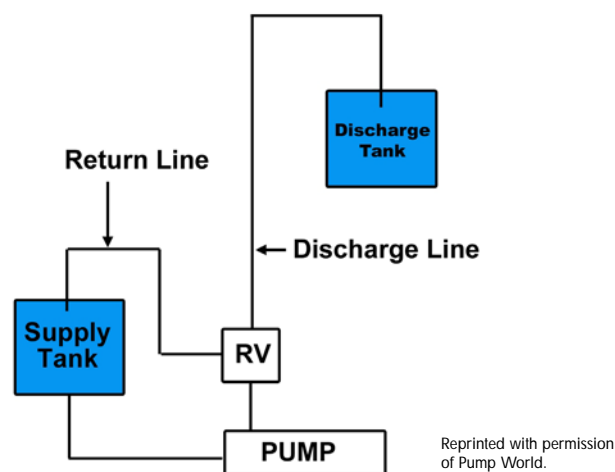 Discharge
Tank
Return Line
Discharge Line
Supply
Tank
RV
PUMP
Reprinted with permission
of Pump World.